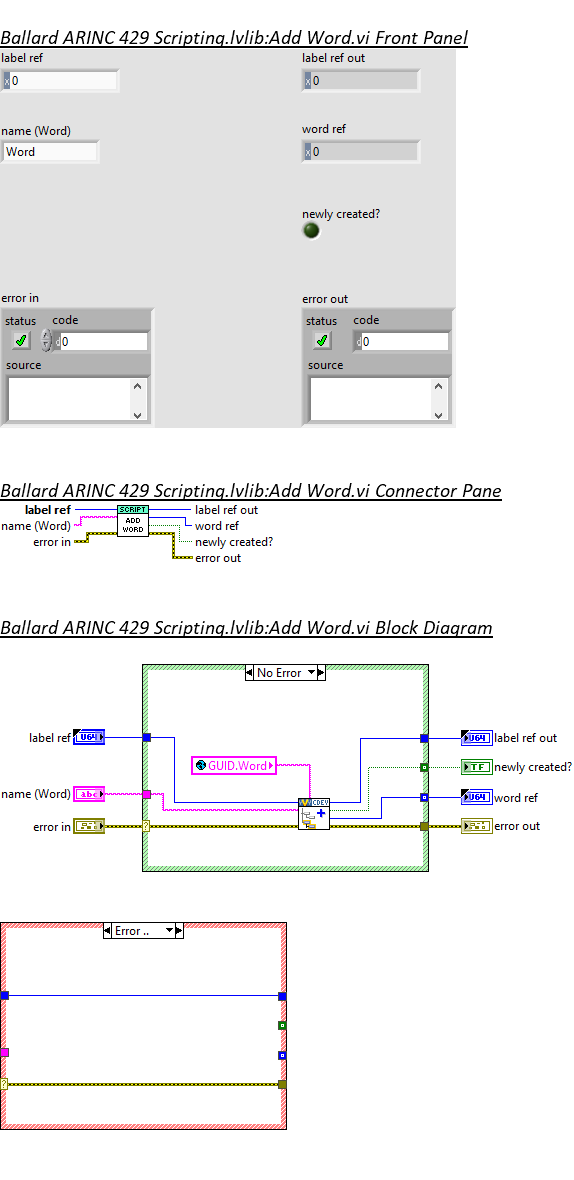 Ballard ARINC 429 Scripting.lvlib:Add Word.vi Front Panel
label ref
label ref out
x 0
x 0
name (Word)
word ref
Word
x 0
newly created?
error in
error out
status code
status code
d 0
d 0
source
source
Ballard ARINC 429 Scripting.lvlib:Add Word.vi Connector Pane
label ref
SCRIPT
label ref out
name (Word)
ADD
WORD
word ref
error in
newly created?
error out
Ballard ARINC 429 Scripting.lvlib:Add Word.vi Block Diagram
No Error
label ref
U64
U64
label ref out
GUID.Word
TF
newly created?
name (Word)
abc
CDEV
U64
word ref
error in
?
error out
Error ..
?